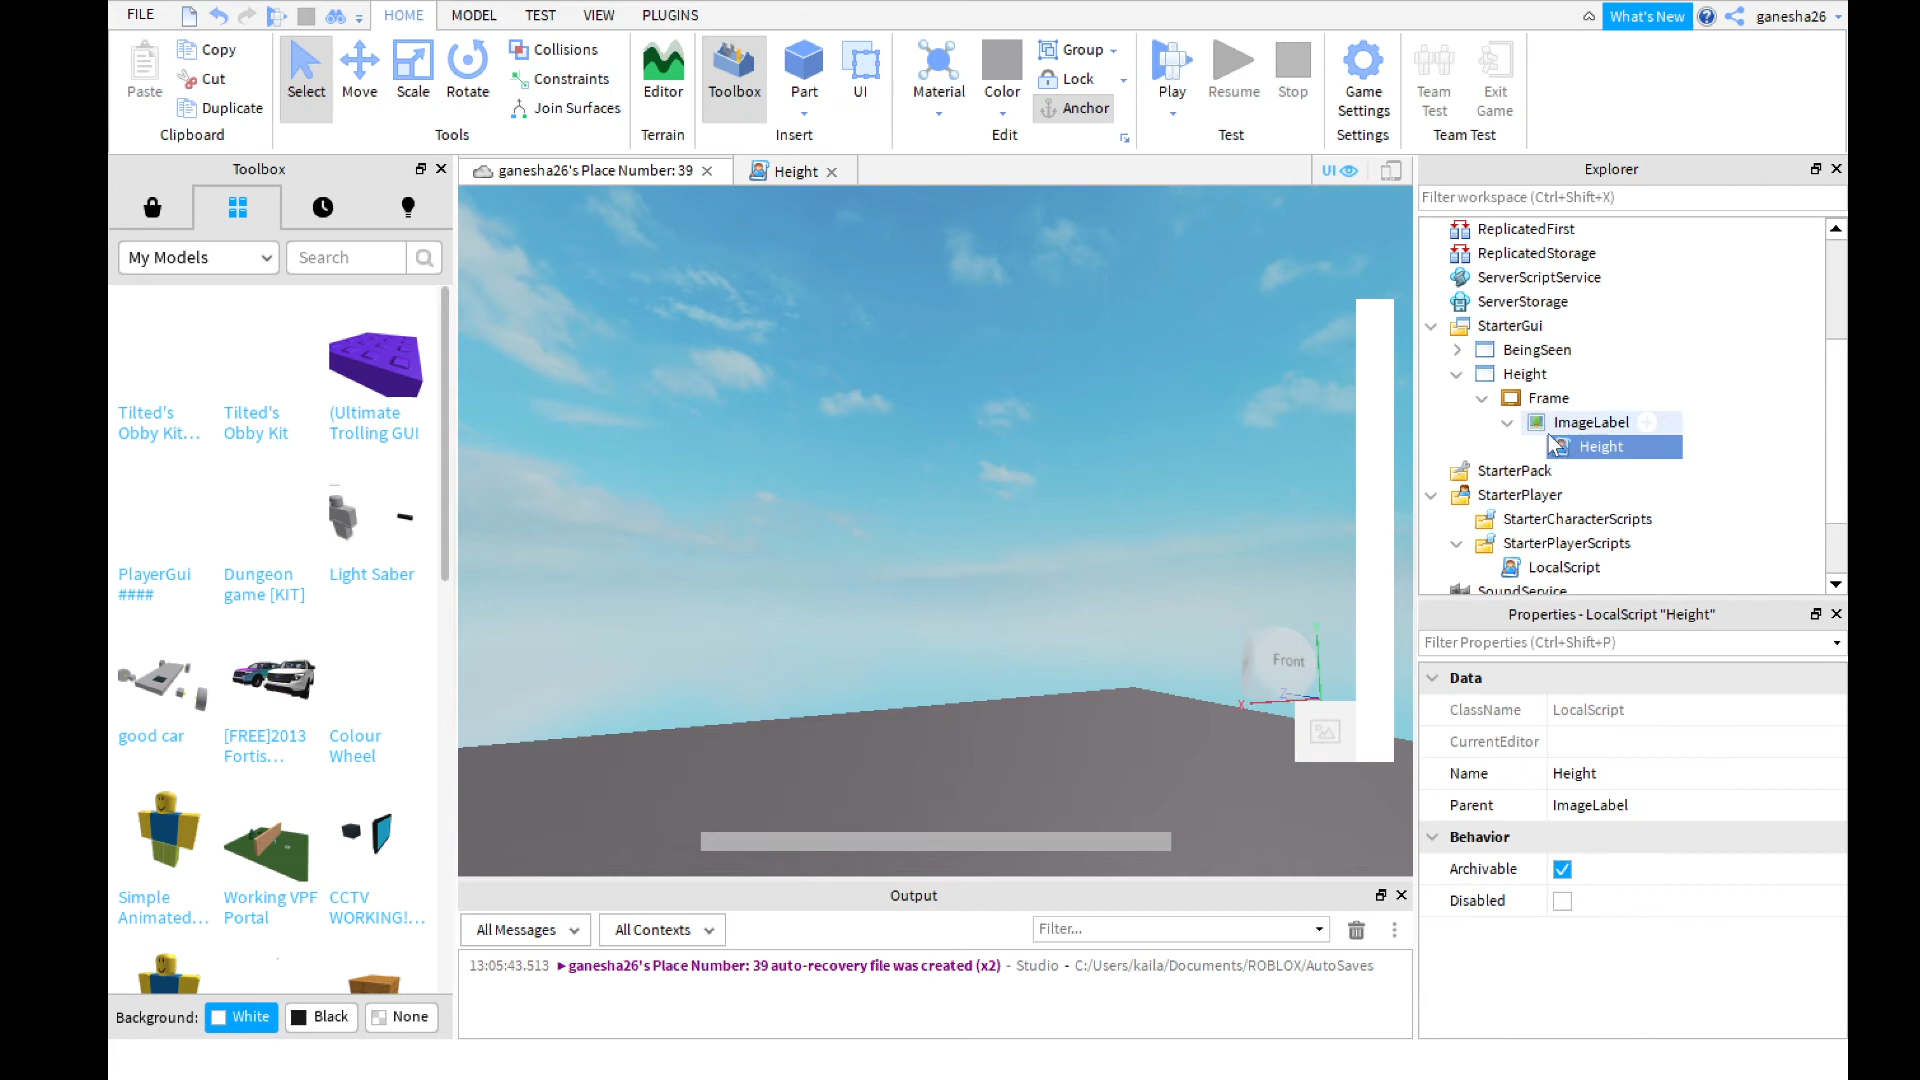 FILE HOME MODEL TEST VIEW PLUGINS What's New ganesha26
Paste
Copy
Cut
Duplicate
Clipboard
Select Move Scale Rotate
Collisions
Constraints
Join Surfaces
Tools
Editor
Terrain
Toolbox Part UI
Insert
Material Color
Group
Lock
Anchor
Edit
Play Resume Stop
Test
Game Settings
Settings
Team Test
Exit Game
Team Test
Toolbox
My Models Search
Tilted's Obby Kit...
Tilted's Obby Kit
(Ultimate Trolling GUI
PlayerGui ####
Dungeon game [KIT]
Light Saber
good car
[FREE]2013 Fortis...
Colour Wheel
Simple Animated...
Working VPF Portal
CCTV WORKING!...
Background: White Black None
ganesha26's Place Number: 39 Height UI
Front
X
Z
Output
All Messages All Contexts Filter...
13:05:43.513 ▶ganesha26's Place Number: 39 auto-recovery file was created (x2) - Studio - C:/Users/kaila/Documents/ROBLOX/AutoSaves
Explorer
Filter workspace (Ctrl+Shift+X)
ReplicatedFirst
ReplicatedStorage
ServerScriptService
ServerStorage
StarterGui
BeingSeen
Height
Frame
ImageLabel
Height
StarterPack
StarterPlayer
StarterCharacterScripts
StarterPlayerScripts
LocalScript
SoundService
Properties - LocalScript "Height"
Filter Properties (Ctrl+Shift+P)
Data
ClassName LocalScript
CurrentEditor
Name Height
Parent ImageLabel
Behavior
Archivable
Disabled